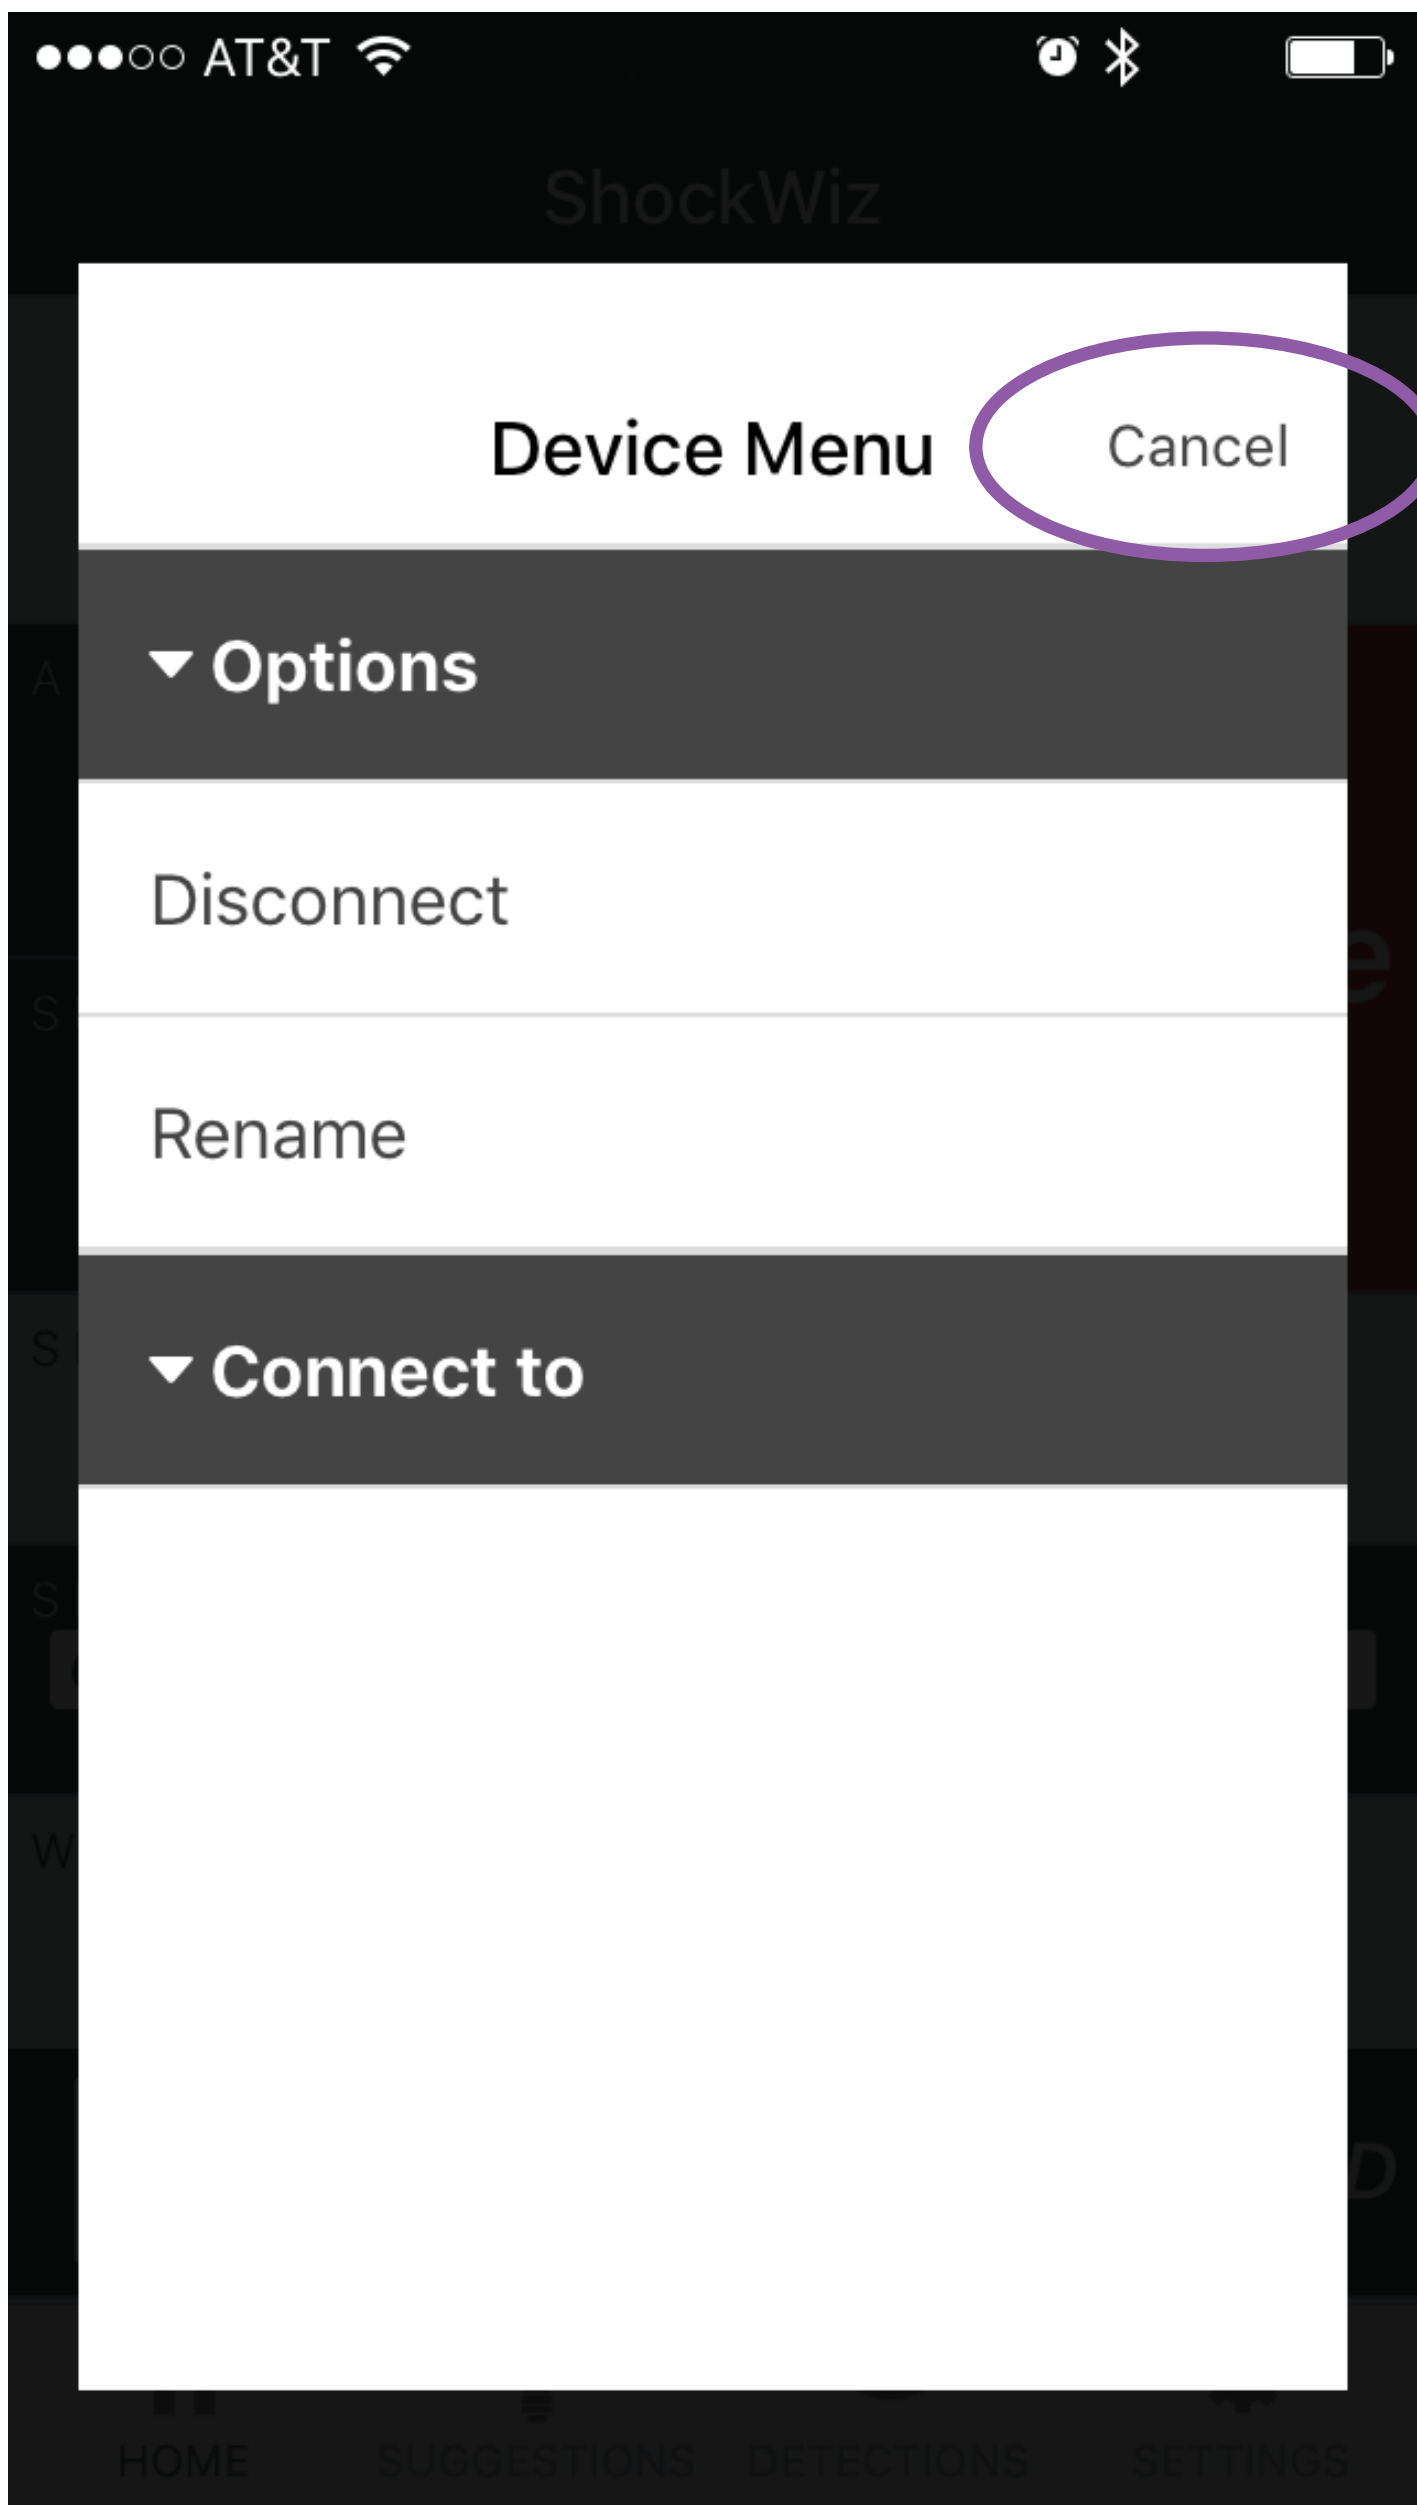 AT&T
ShockWiz
Device Menu Cancel
Options
A
Disconnect
e
S
Rename
S
Connect to
S
W
D
HOME SUGGESTIONS DETECTIONS SETTINGS